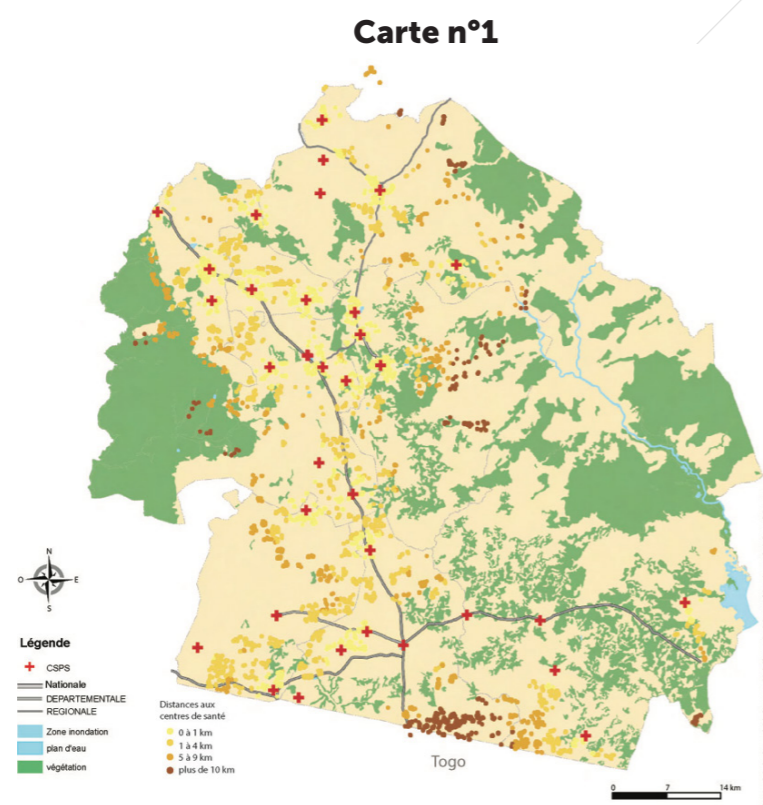 Carte n°1
N
O
E
S
Légende
CSPS
Nationale
DEPARTEMENTALE
REGIONALE
Zone inondation
plan d'eau
végétation
Distances aux
centres de santé
0 à 1 km
1 à 4 km
5 à 9 km
plus de 10 km
Togo
0 7 14 km